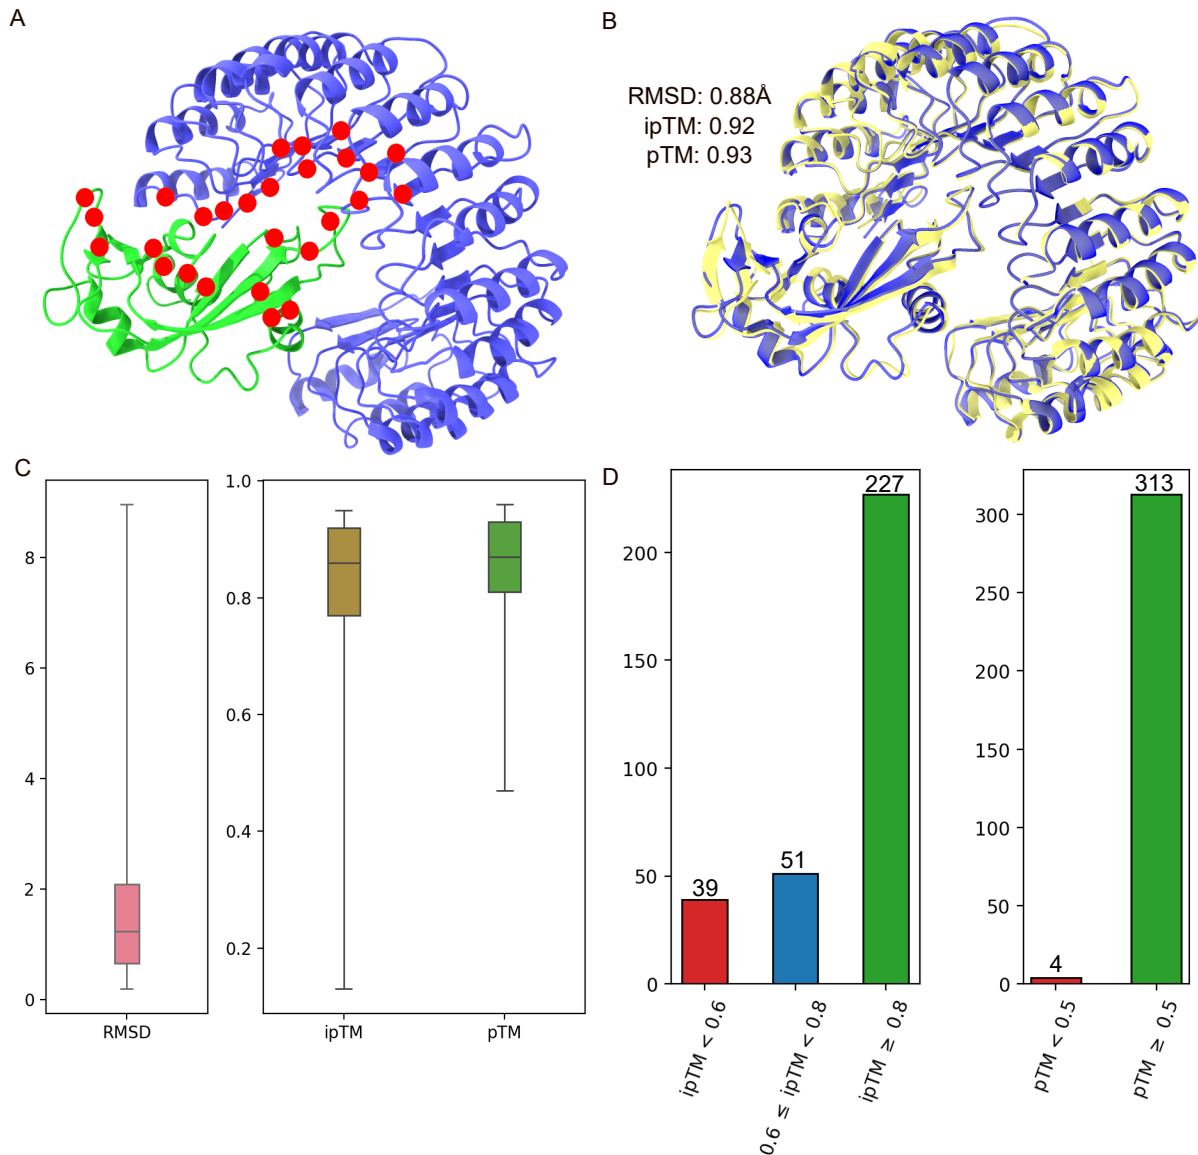 A
B
RMSD: 0.88Å
ipTM: 0.92
pTM: 0.93
C
8
6
4
2
0
RMSD
1.0
0.8
0.6
0.4
0.2
ipTM
pTM
D
200
150
100
50
0
39
51
227
ipTM < 0.6
0.6 ≤ ipTM < 0.8
ipTM ≥ 0.8
300
250
200
150
100
50
0
4
313
pTM < 0.5
pTM ≥ 0.5